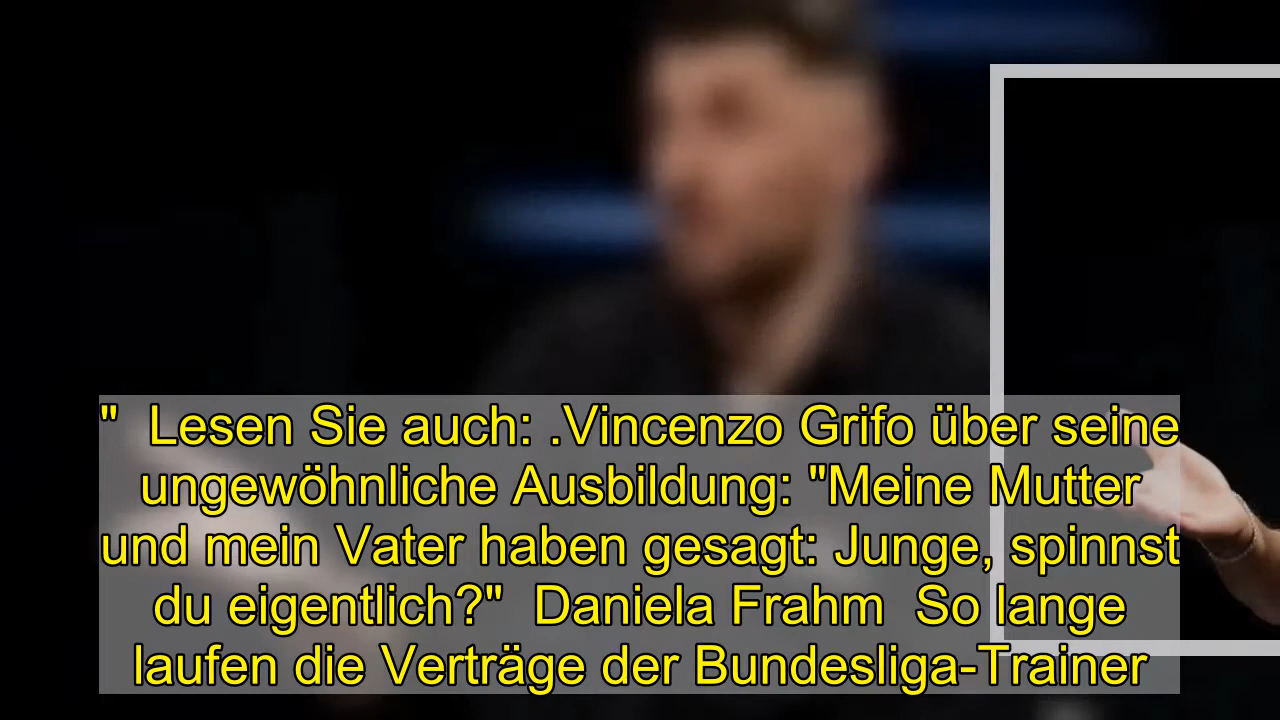 "  Lesen Sie auch: .Vincenzo Grifo über seine
ungewöhnliche Ausbildung: "Meine Mutter
und mein Vater haben gesagt: Junge, spinnst
du eigentlich?"  Daniela Frahm  So lange
laufen die Verträge der Bundesliga-Trainer